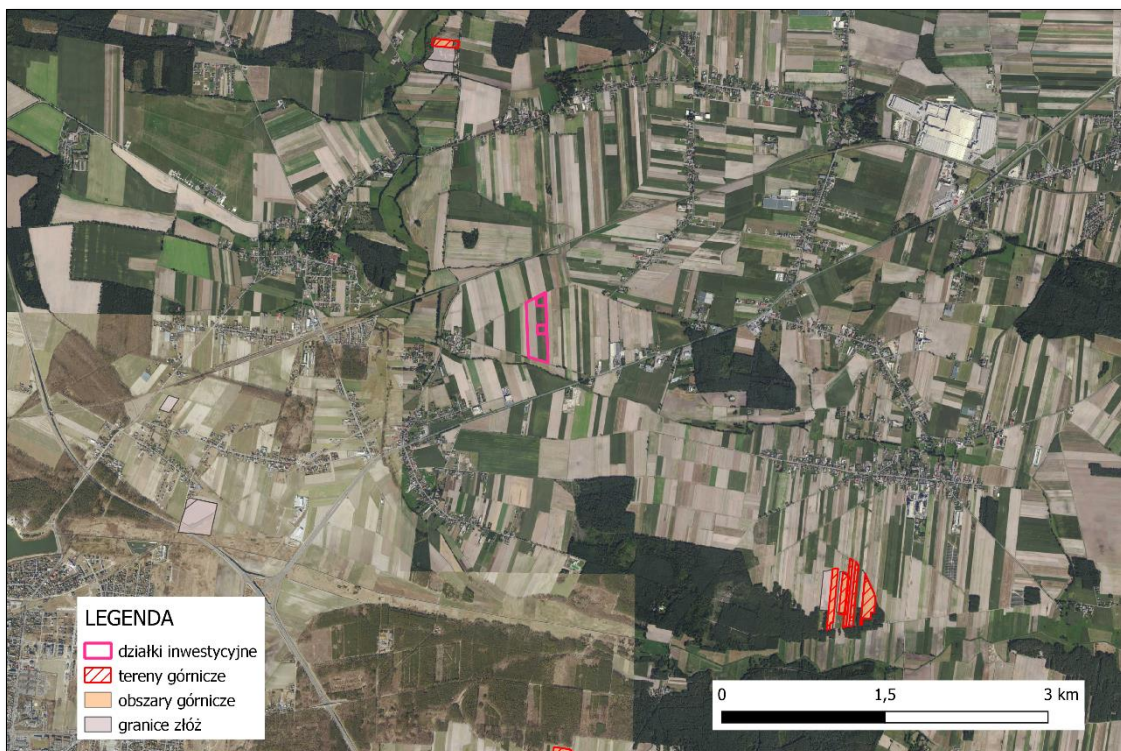 LEGENDA
działki inwestycyjne
tereny górnicze
obszary górnicze
granice złóż
0 1,5 3 km